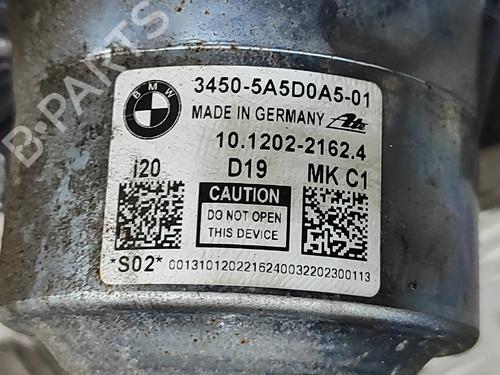 BMW
3450-5A5D0A5-01
MADE IN GERMANY Ate
10.1202-2162.4
i20 D19 MK C1
CAUTION
DO NOT OPEN
THIS DEVICE
*S02* 0013101202216240032202300113
B-PARTS